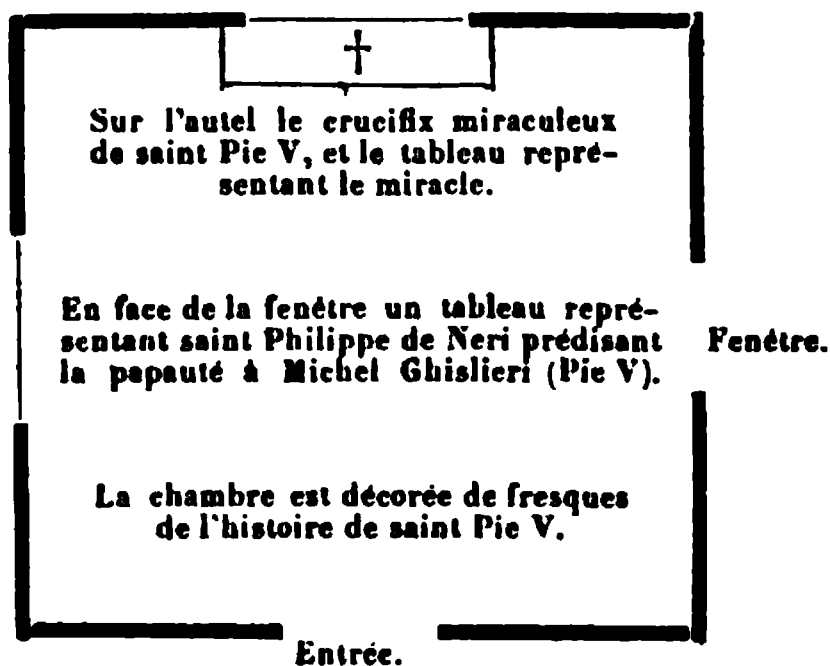 Sur l'autel le crucifix miraculeux
de saint Pie V, et le tableau repré-
sentant le miracle.
En face de la fenêtre un tableau repré-
sentant saint Philippe de Neri prédisant
la papauté à Michel Ghislieri (Pie V).
Fenêtre.
La chambre est décorée de fresques
de l'histoire de saint Pie V.
Entrée.